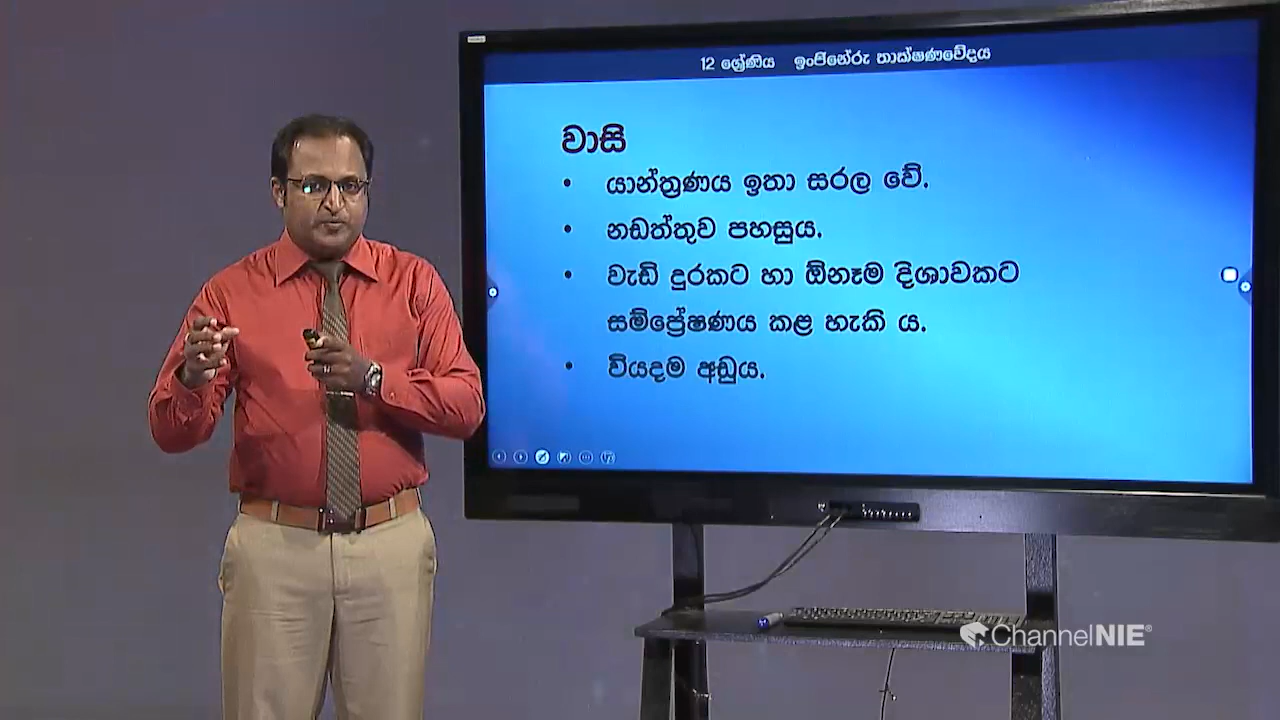 12 ශ්‍රේණිය ඉංජිනේරු තාක්ෂණවේදය
වාසි
• යාන්ත්‍රණය ඉතා සරල වේ.
• නඩත්තුව පහසුය.
• වැඩි දුරකට හා ඕනෑම දිශාවකට
සම්ප්‍රේෂණය කළ හැකි ය.
• වියදම අඩුය.
ChannelNIE®